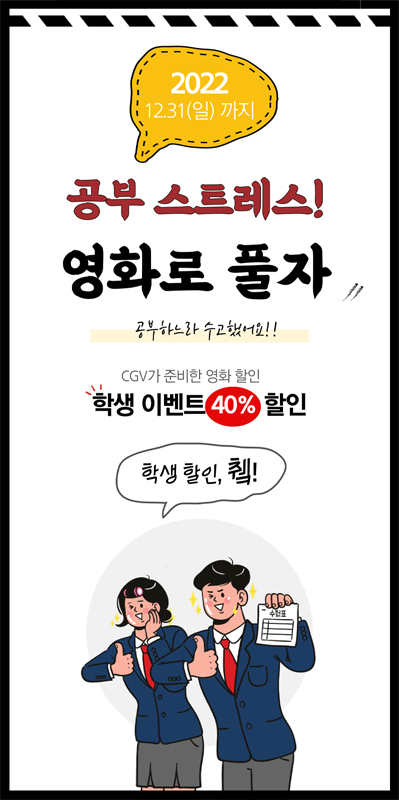 2022
12.31(일) 까지
공부 스트레스!
영화로 풀자
공부하느라 수고했어요!!
CGV가 준비한 영화 할인
학생 이벤트 40% 할인
학생 할인, 췤!
수험표